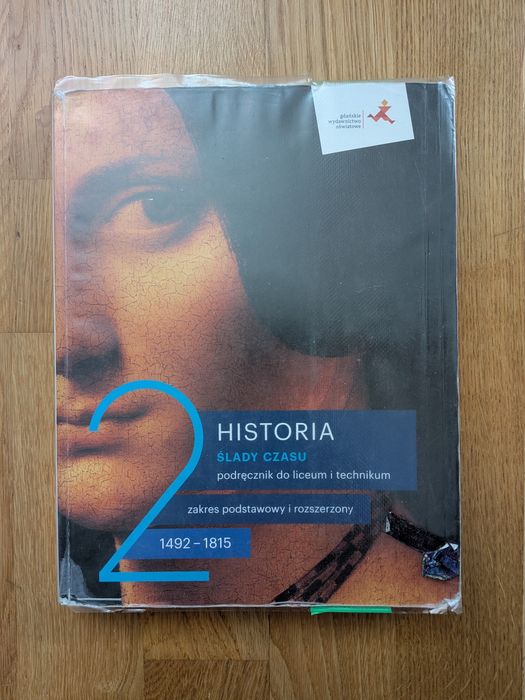 gdańskie
wydawnictwo
oświatowe
2
HISTORIA
ŚLADY CZASU
podręcznik do liceum i technikum
zakres podstawowy i rozszerzony
1492 – 1815